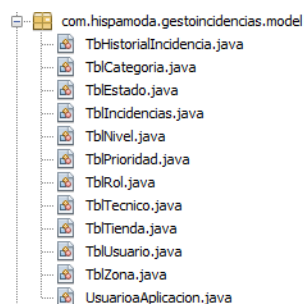 com.hispamoda.gestoincidencias.model
TbHistorialIncidencia.java
TblCategoria.java
TblEstado.java
TblIncidencias.java
TblNivel.java
TblPrioridad.java
TblRol.java
TblTecnico.java
TblTienda.java
TblUsuario.java
TblZona.java
UsuarioaAplicacion.java